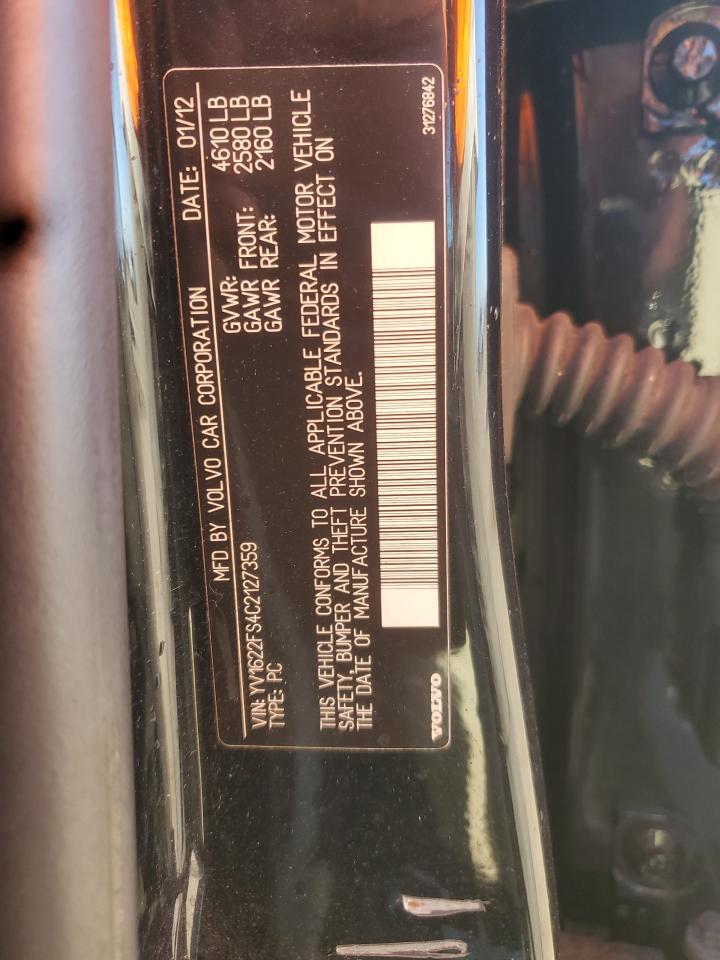 MFD BY VOLVO CAR CORPORATION DATE: 01/12
GVWR: 4610 LB
GAWR FRONT: 2580 LB
GAWR REAR: 2160 LB
VIN: YV1622FS4C2127359
TYPE: PC
THIS VEHICLE CONFORMS TO ALL APPLICABLE FEDERAL MOTOR VEHICLE
SAFETY, BUMPER AND THEFT PREVENTION STANDARDS IN EFFECT ON
THE DATE OF MANUFACTURE SHOWN ABOVE.
VOLVO
31276842